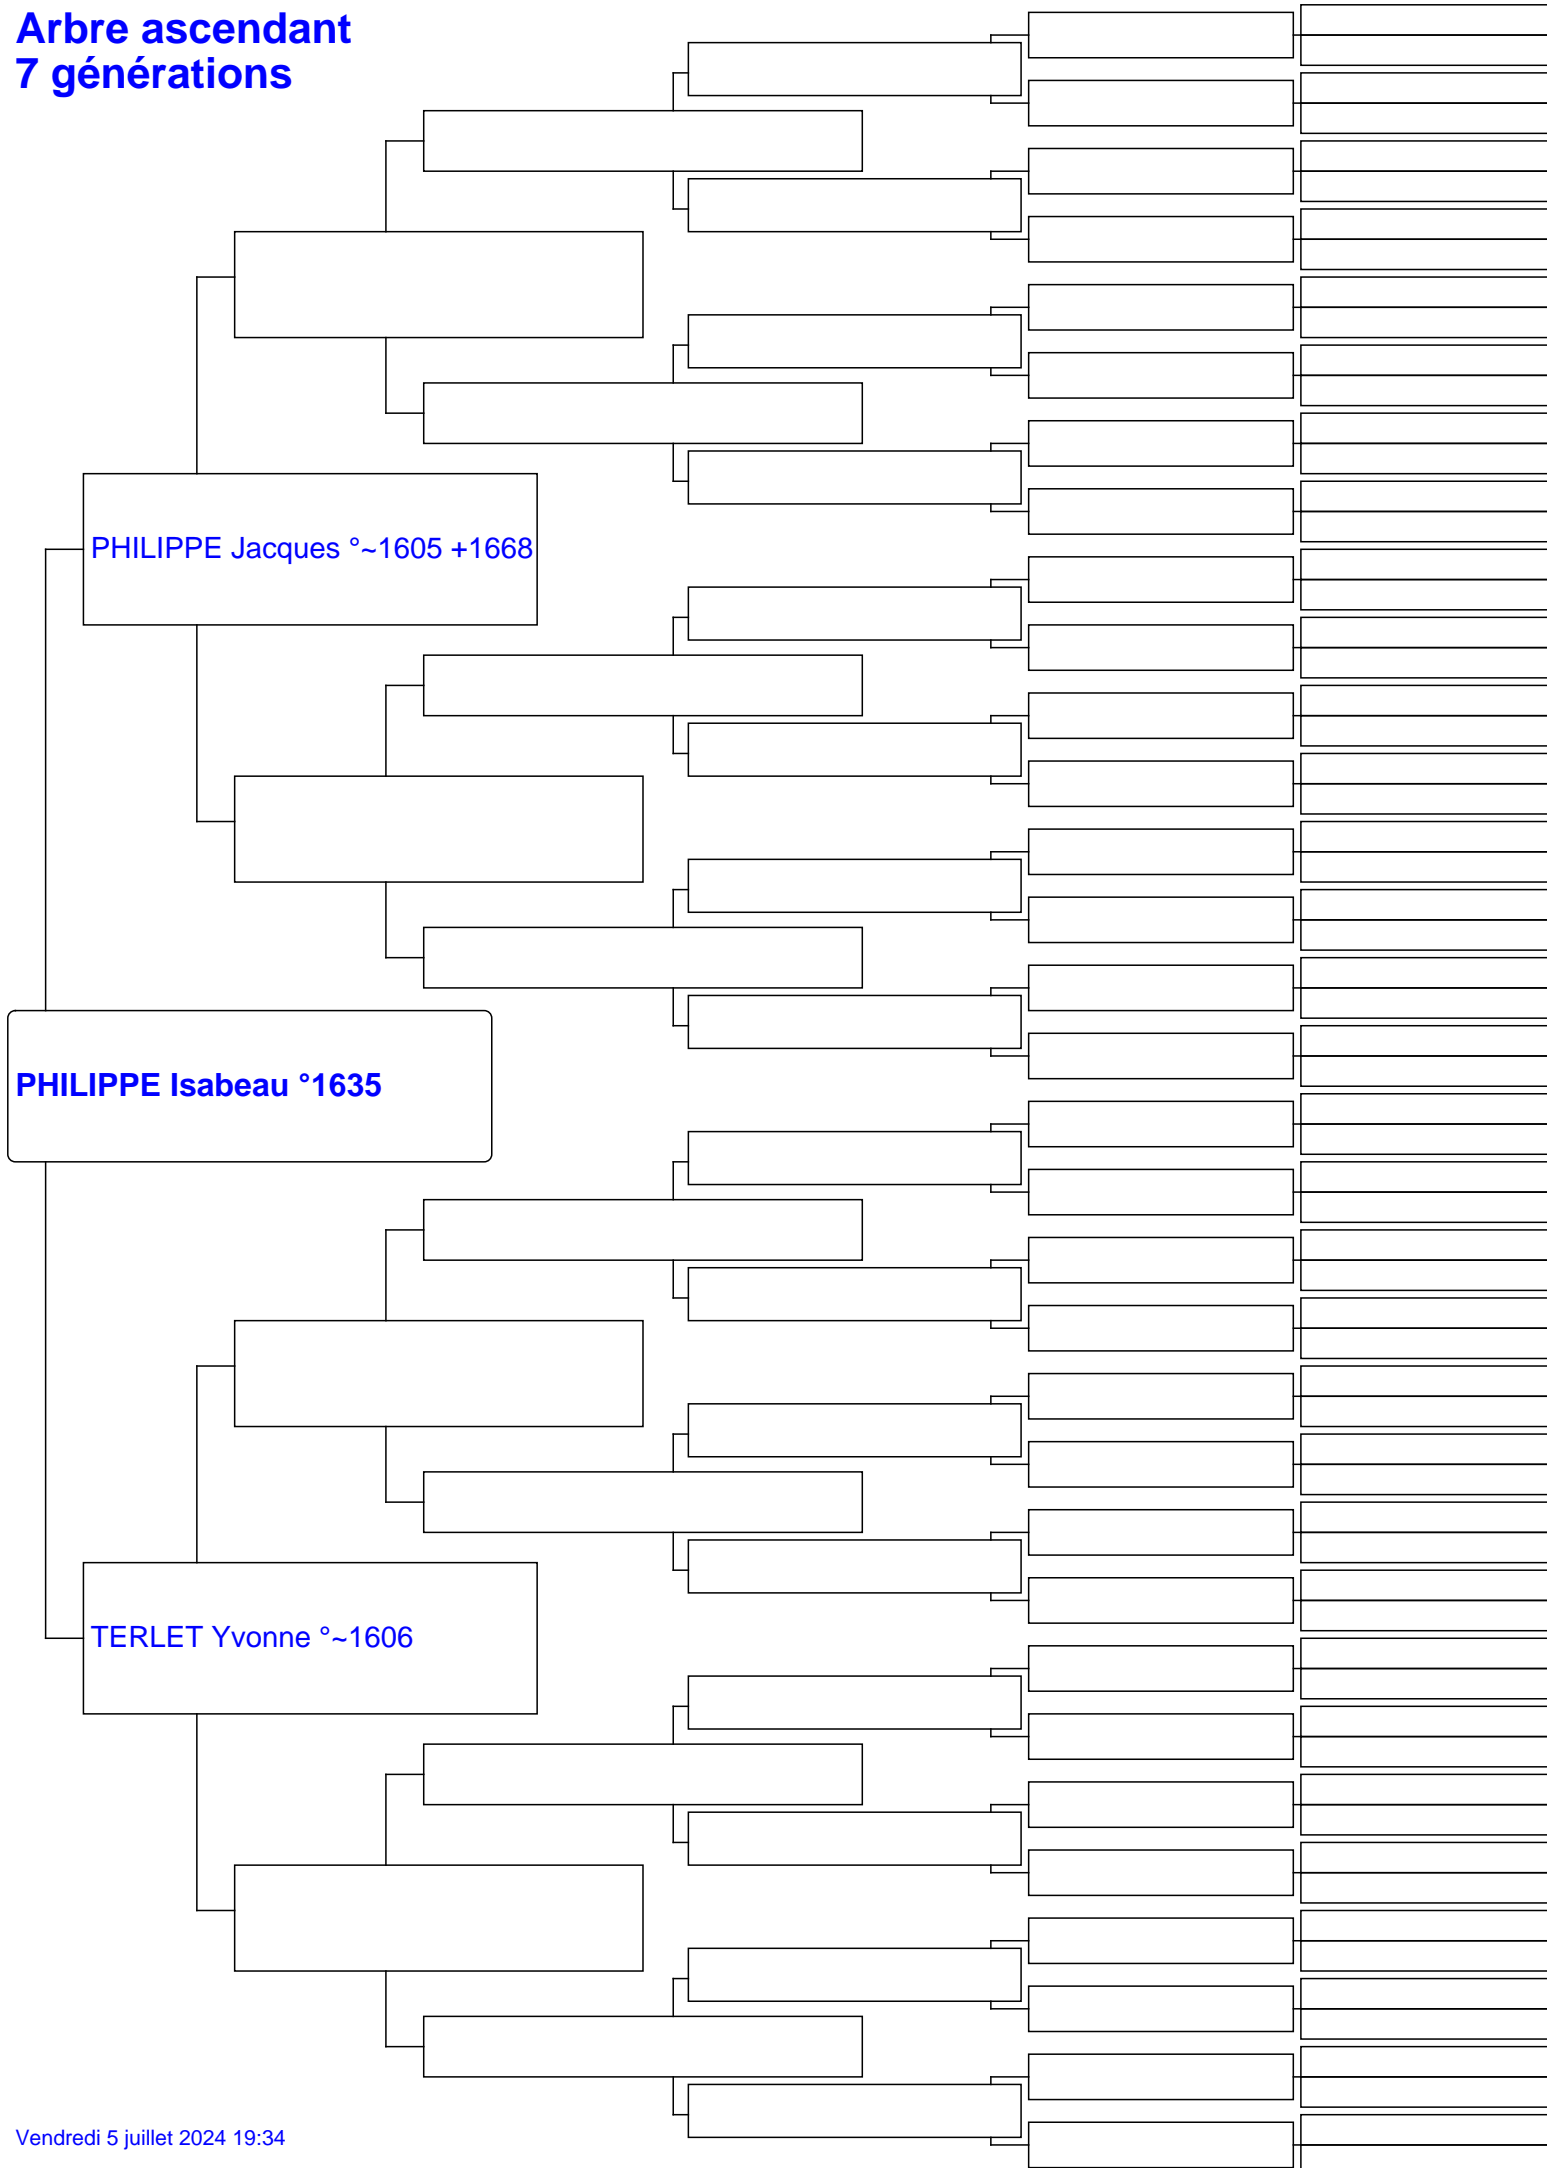 Arbre ascendant
7 générations
PHILIPPE Jacques °~1605 +1668
PHILIPPE Isabeau °1635
TERLET Yvonne °~1606
Vendredi 5 juillet 2024 19:34